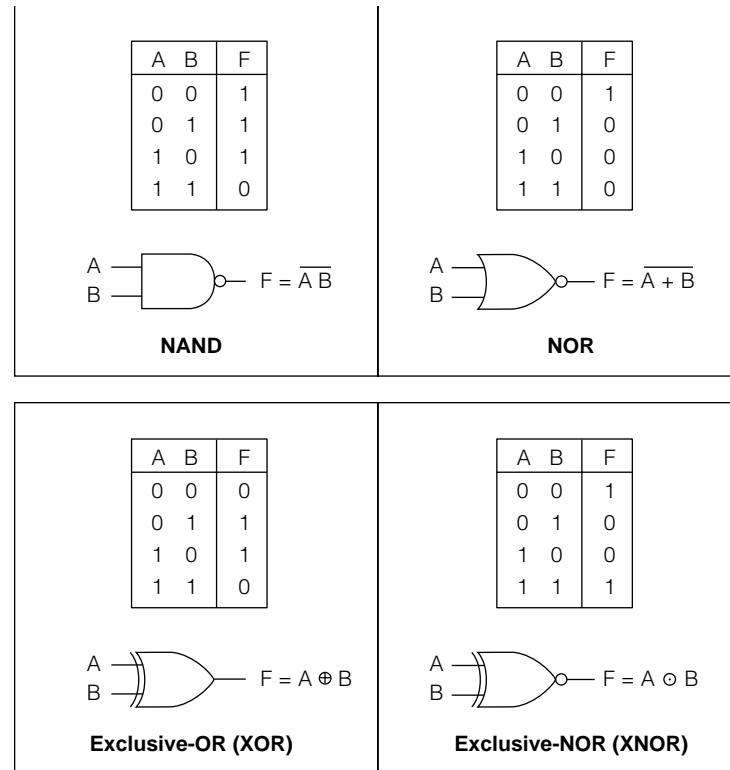 A B F
0 0 1
0 1 1
1 0 1
1 1 0
A
B
F = A B
NAND
A B F
0 0 1
0 1 0
1 0 0
1 1 0
A
B
F = A + B
NOR
A B F
0 0 0
0 1 1
1 0 1
1 1 0
A
B
F = A ⊕ B
Exclusive-OR (XOR)
A B F
0 0 1
0 1 0
1 0 0
1 1 1
A
B
F = A ⊙ B
Exclusive-NOR (XNOR)